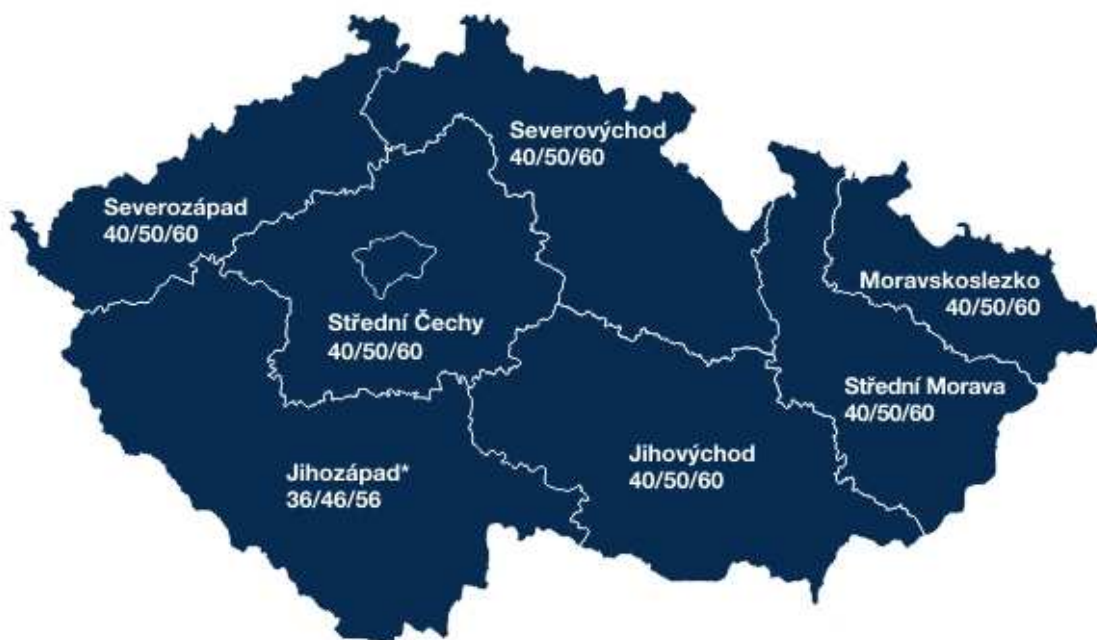 Severovýchod
40/50/60
Severozápad
40/50/60
Moravskoslezko
40/50/60
Střední Čechy
40/50/60
Střední Morava
40/50/60
Jihovýchod
40/50/60
Jihozápad*
36/46/56